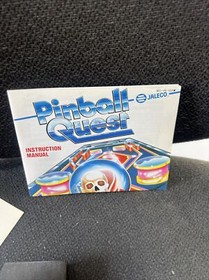 JALECO
Pinball
Quest
INSTRUCTION
MANUAL